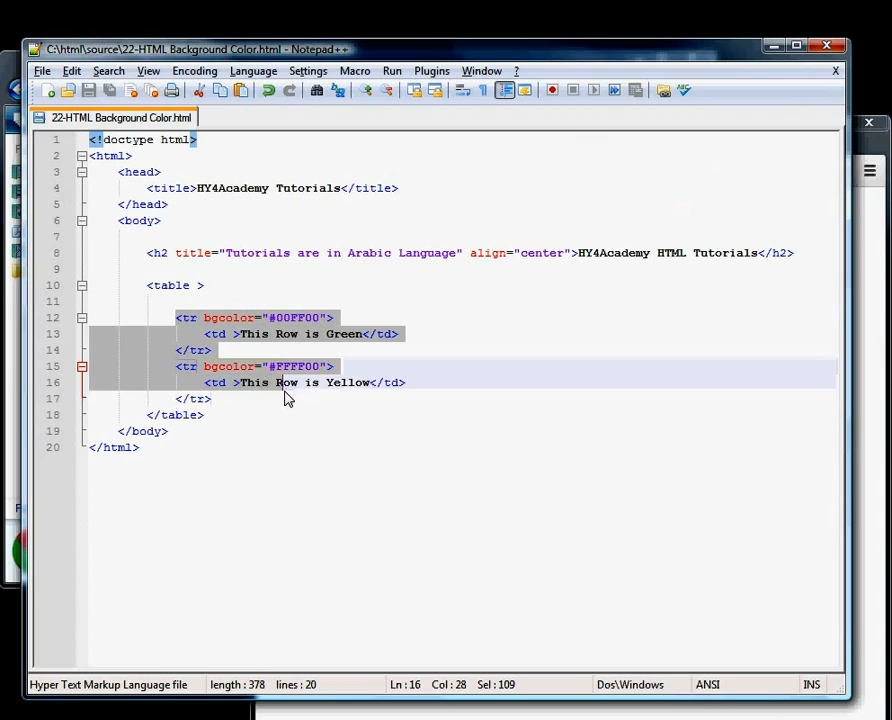 C:\html\source\22-HTML Background Color.html - Notepad++
File Edit Search View Encoding Language Settings Macro Run Plugins Window ? X
22-HTML Background Color.html
1 <!doctype html>
2 <html>
3 <head>
4 <title>HY4Academy Tutorials</title>
5 </head>
6 <body>
7
8 <h2 title="Tutorials are in Arabic Language" align="center">HY4Academy HTML Tutorials</h2>
9
10 <table >
11
12 <tr bgcolor="#00FF00">
13 <td >This Row is Green</td>
14 </tr>
15 <tr bgcolor="#FFFF00">
16 <td >This Row is Yellow</td>
17 </tr>
18 </table>
19 </body>
20 </html>
Hyper Text Markup Language file length : 378 lines : 20 Ln : 16 Col : 28 Sel : 109 Dos\Windows ANSI INS